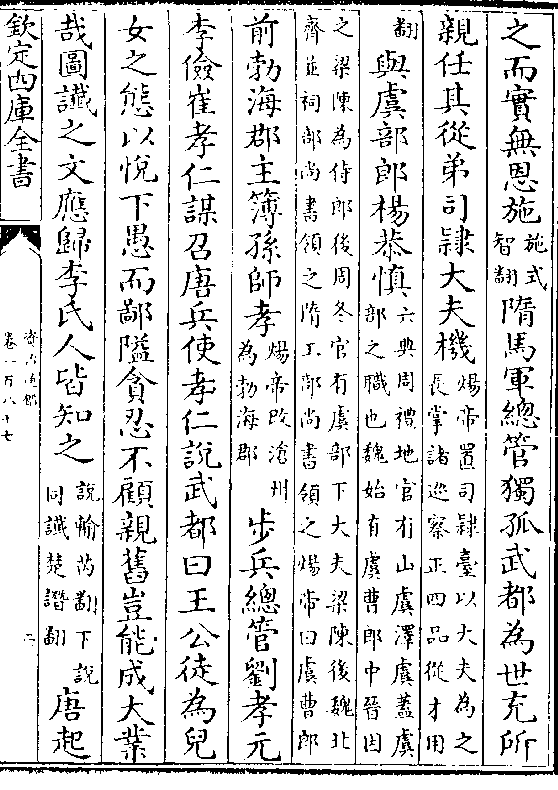 之而實無恩施施式智翻隋馬軍總管獨孤武都為世充所
親任其從弟司隸大夫機煬帝置司隸臺以大夫為之長掌諸巡察正四品從才用
翻與虞部郎楊恭慎六典周禮地官有山虞澤虞蓋虞部之職也魏始有虞曹郎中晉因
之梁陳為侍郎後周冬官有虞部下大夫梁陳後魏北齊並祠部尚書領之隋工部尚書領之煬帝曰虞曹郎
前勃海郡主簿孫師孝煬帝改滄州為勃海郡步兵總管劉孝元
李儉崔孝仁謀召唐兵使孝仁說武都曰王公徒為兒
女之態以悅下愚而鄙隘貪忍不顧親舊豈能成大業
哉圖讖之文應歸李氏人皆知之說輸芮翻下說同讖楚譖翻唐起
欽定四庫全書
資治通鑑
卷一百八十七
二